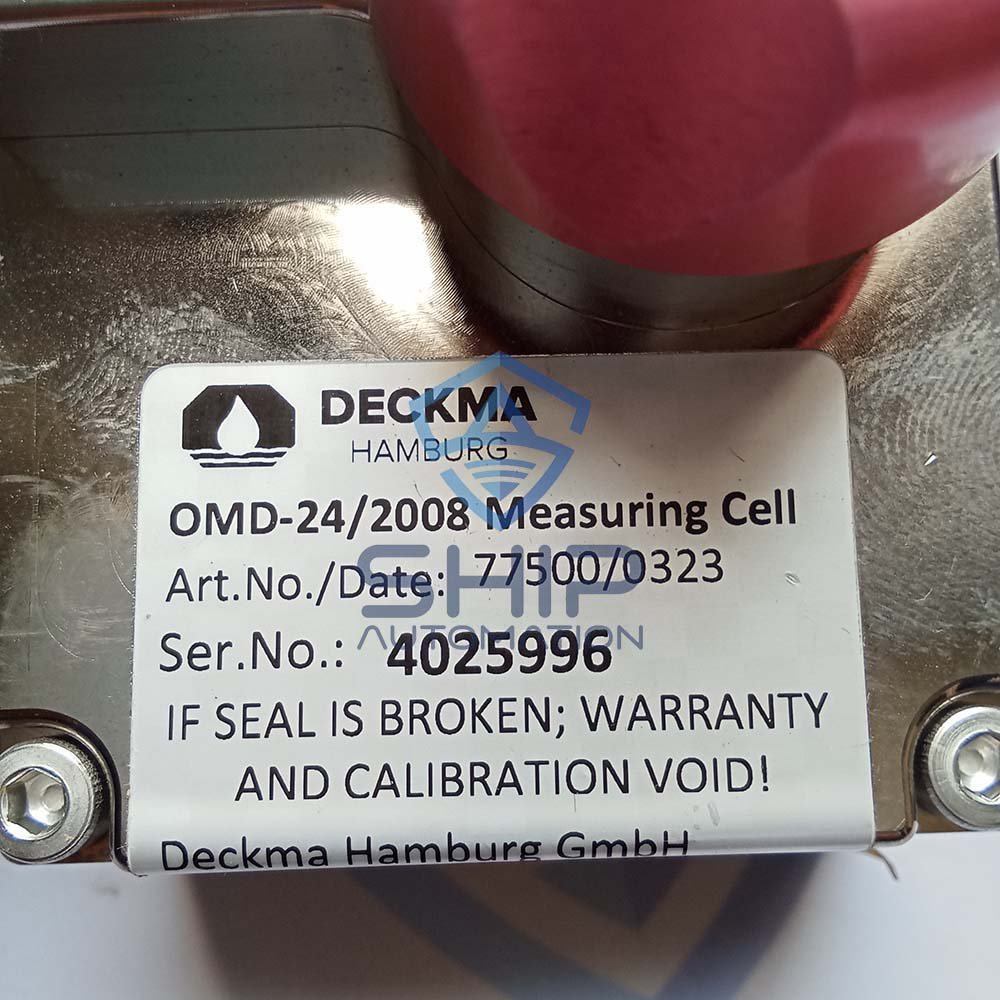 DECKMA
HAMBURG
OMD-24/2008 Measuring Cell
Art.No./Date: 77500/0323
Ser.No.: 4025996
IF SEAL IS BROKEN; WARRANTY
AND CALIBRATION VOID!
Deckma Hamburg GmbH
SHIP
AUTOMATION